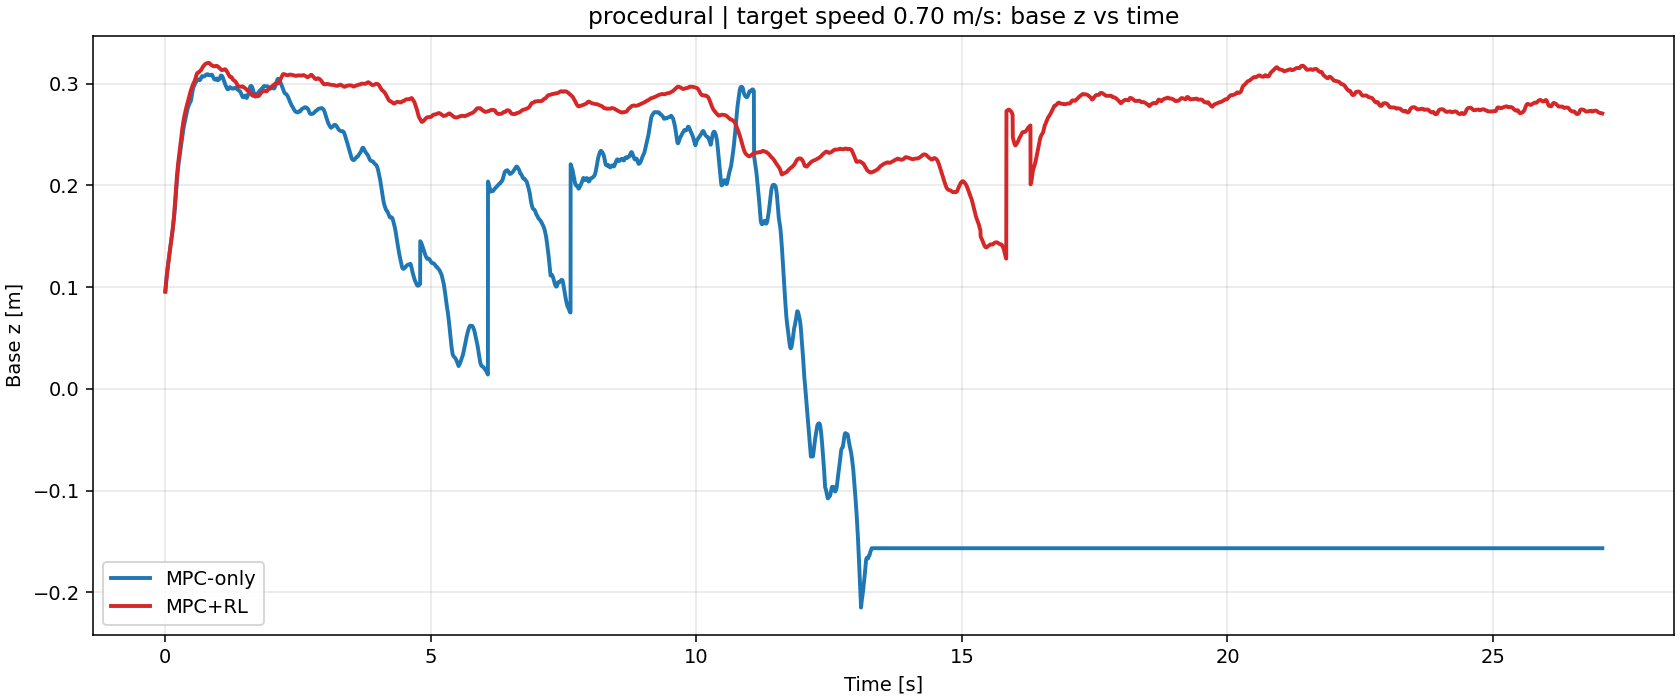 procedural | target speed 0.70 m/s: base z vs time
Base z [m]
0.3
0.2
0.1
0.0
−0.1
−0.2
MPC-only
MPC+RL
0 5 10 15 20 25
Time [s]